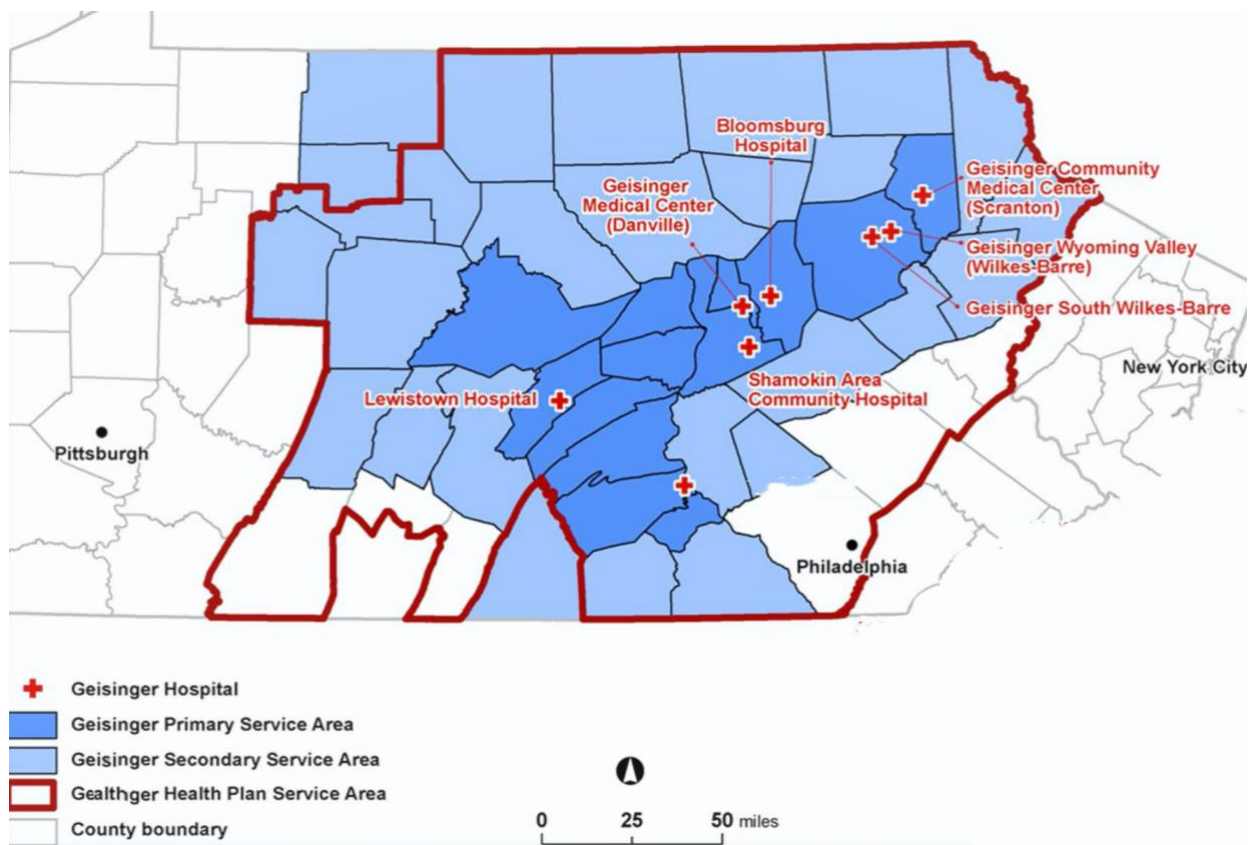 Bloomsburg
Hospital
Geisinger
Medical Center
(Danville)
Geisinger Community
Medical Center
(Scranton)
Geisinger Wyoming Valley
(Wilkes-Barre)
Geisinger South Wilkes-Barre
New York City
Shamokin Area
Community Hospital
Lewistown Hospital
Pittsburgh
Philadelphia
Geisinger Hospital
Geisinger Primary Service Area
Geisinger Secondary Service Area
Gealthger Health Plan Service Area
County boundary
0 25 50 miles